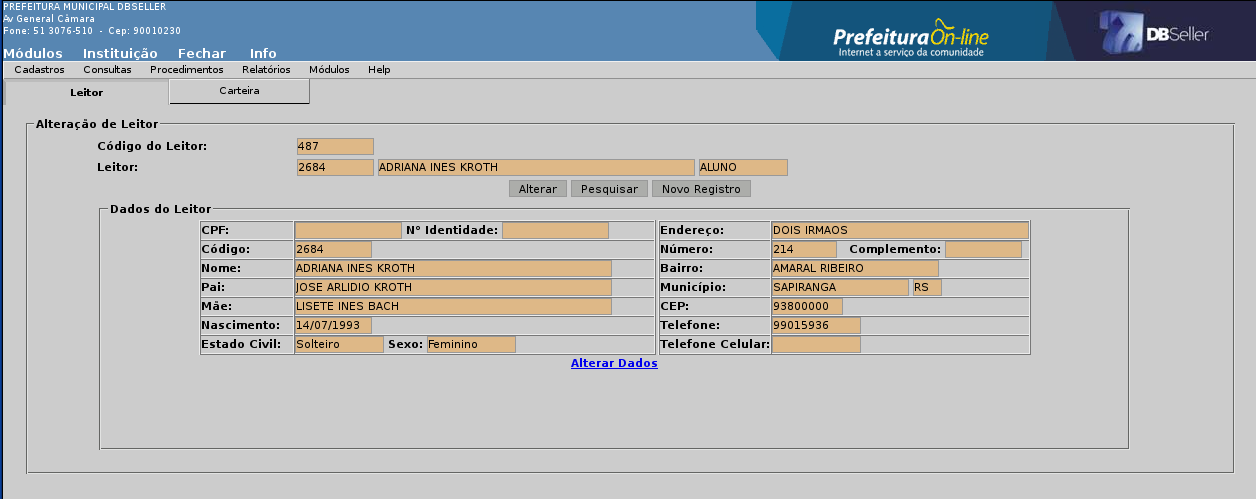 PREFEITURA MUNICIPAL DBSELLER
Av General Câmara
Fone: 51 3076-510 - Cep: 90010230
Prefeitura On-line
Internet a serviço da comunidade
DBSeller
Módulos Instituição Fechar Info
Cadastros Consultas Procedimentos Relatórios Módulos Help
Leitor Carteira
Alteração de Leitor
Código do Leitor: 487
Leitor: 2684 ADRIANA INES KROTH ALUNO
Alterar Pesquisar Novo Registro
Dados do Leitor
CPF: N° Identidade: Endereço: DOIS IRMAOS
Código: 2684 Número: 214 Complemento:
Nome: ADRIANA INES KROTH Bairro: AMARAL RIBEIRO
Pai: JOSE ARLIDIO KROTH Município: SAPIRANGA RS
Mãe: LISETE INES BACH CEP: 93800000
Nascimento: 14/07/1993 Telefone: 99015936
Estado Civil: Solteiro Sexo: Feminino Telefone Celular:
Alterar Dados